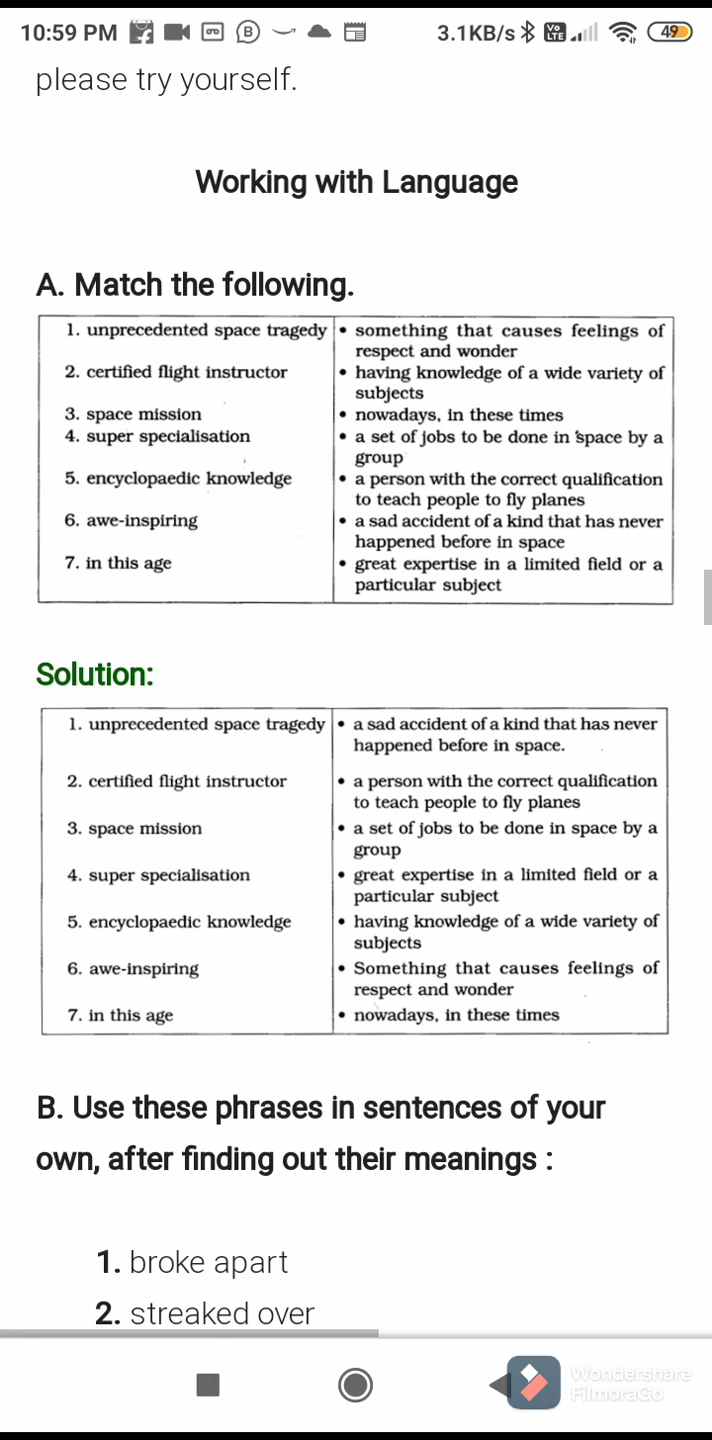 10:59 PM B 3.1KB/s Vo LTE 49
please try yourself.
Working with Language
A. Match the following.
1. unprecedented space tragedy • something that causes feelings of
respect and wonder
2. certified flight instructor • having knowledge of a wide variety of
subjects
3. space mission • nowadays, in these times
4. super specialisation • a set of jobs to be done in space by a
group
5. encyclopaedic knowledge • a person with the correct qualification
to teach people to fly planes
6. awe-inspiring • a sad accident of a kind that has never
happened before in space
7. in this age • great expertise in a limited field or a
particular subject
Solution:
1. unprecedented space tragedy • a sad accident of a kind that has never
happened before in space.
2. certified flight instructor • a person with the correct qualification
to teach people to fly planes
3. space mission • a set of jobs to be done in space by a
group
4. super specialisation • great expertise in a limited field or a
particular subject
5. encyclopaedic knowledge • having knowledge of a wide variety of
subjects
6. awe-inspiring • Something that causes feelings of
respect and wonder
7. in this age • nowadays, in these times
B. Use these phrases in sentences of your
own, after finding out their meanings :
1. broke apart
2. streaked over
Wondershare
FilmoraGo